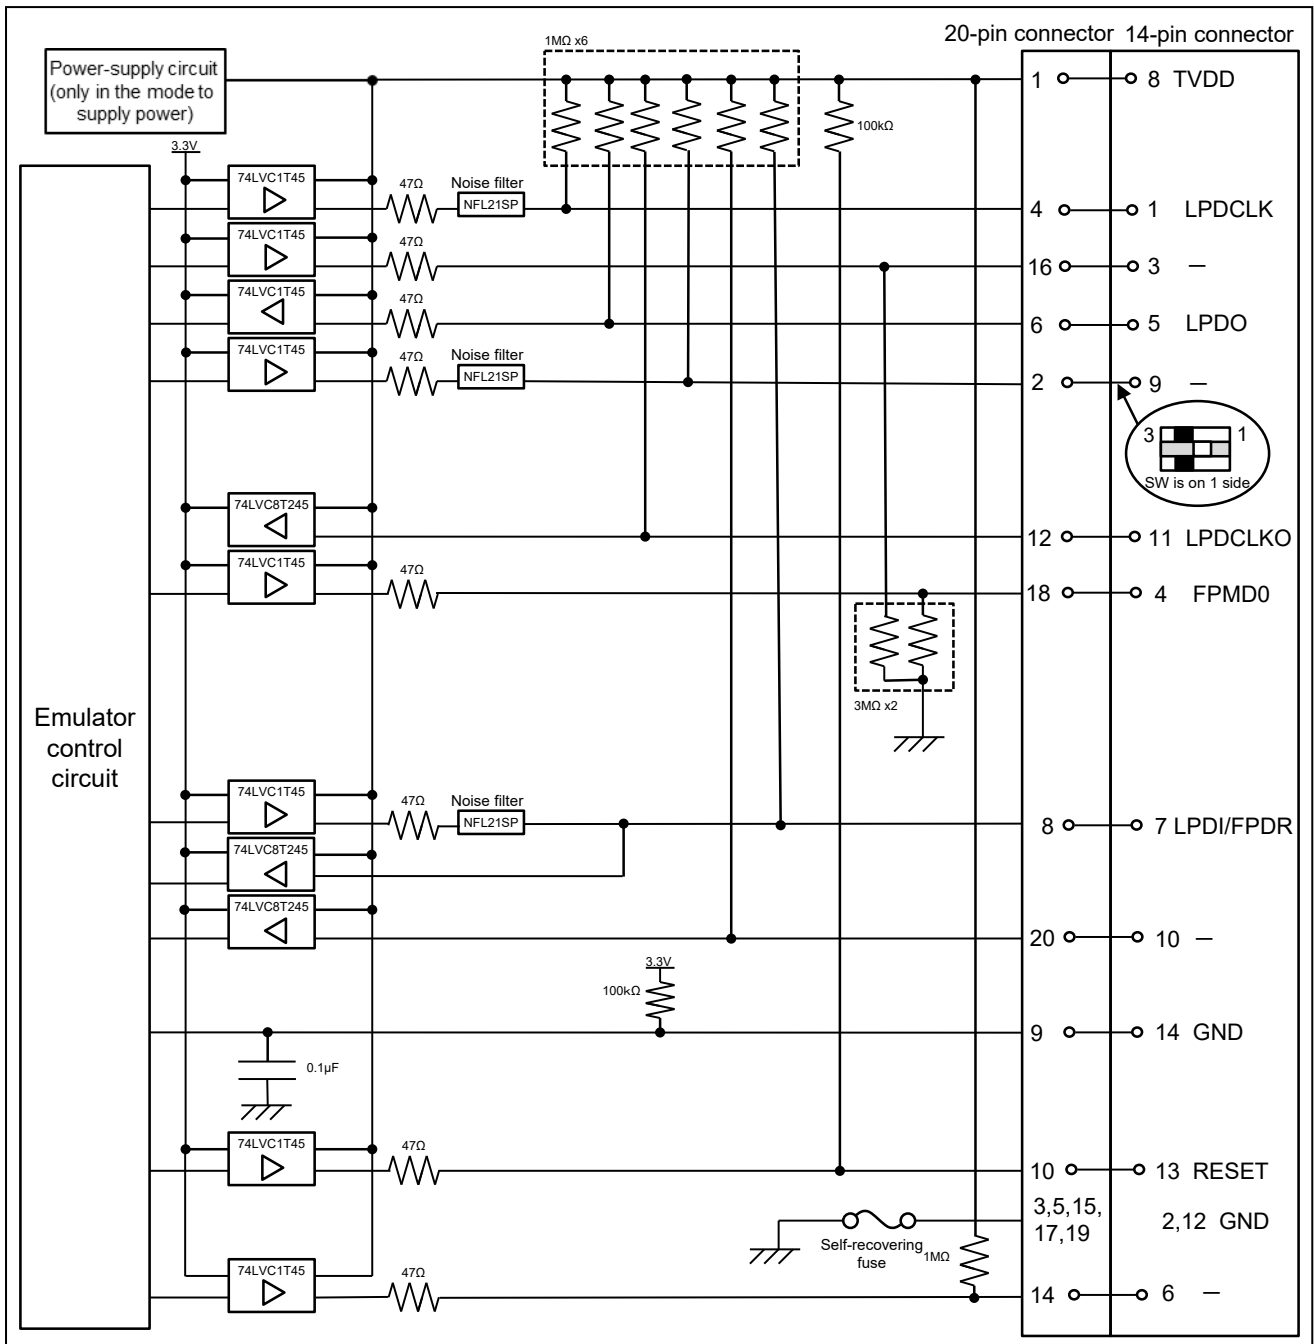 20-pin connector 14-pin connector
1MΩ x6
Power-supply circuit
(only in the mode to
supply power)
1 8 TVDD
100kΩ
3.3V
74LVC1T45 47Ω Noise filter
NFL21SP
4 1 LPDCLK
74LVC1T45 47Ω
16 3 —
74LVC1T45 47Ω
6 5 LPDO
74LVC1T45 47Ω Noise filter
NFL21SP
2 9 —
3 1
SW is on 1 side
74LVC8T245
12 11 LPDCLKO
74LVC1T45 47Ω
18 4 FPMD0
3MΩ x2
Emulator
control
circuit
74LVC1T45 47Ω Noise filter
NFL21SP
8 7 LPDI/FPDR
74LVC8T245
74LVC8T245
20 10 —
3.3V
100kΩ
9 14 GND
0.1µF
74LVC1T45 47Ω
10 13 RESET
3,5,15,
17,19
2,12 GND
Self-recovering
fuse
1MΩ
74LVC1T45 47Ω
14 6 —